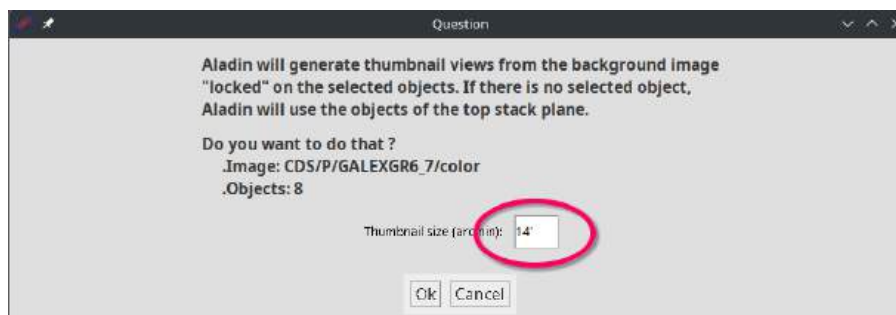 Question
Aladin will generate thumbnail views from the background image
"locked" on the selected objects. If there is no selected object,
Aladin will use the objects of the top stack plane.
Do you want to do that ?
.Image: CDS/P/GALEXGR6_7/color
.Objects: 8
Thumbnail size (arcmin): 14'
Ok Cancel